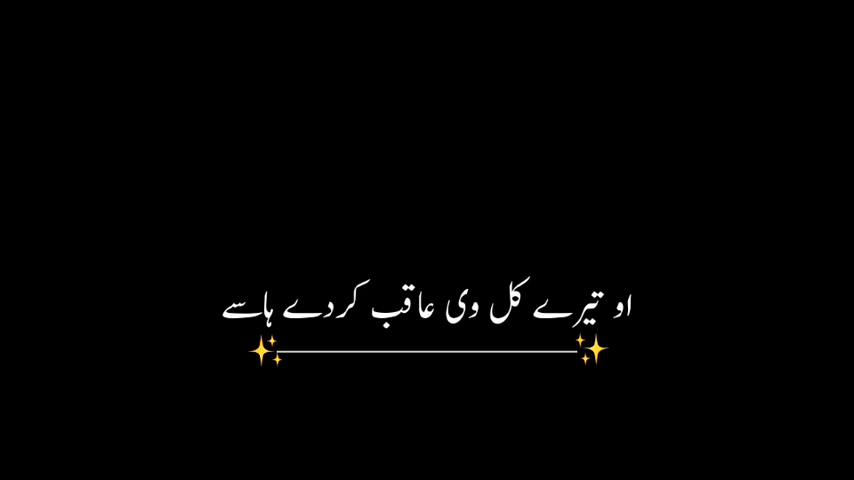 او تیرے کل وی عاقب کردے ہاسے